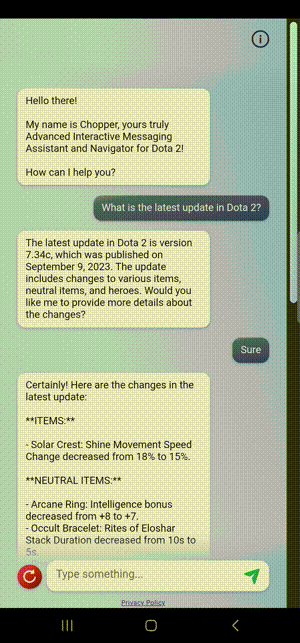 Hello there!
My name is Chopper, yours truly
Advanced Interactive Messaging
Assistant and Navigator for Dota 2!
How can I help you?
What is the latest update in Dota 2?
The latest update in Dota 2 is version
7.34c, which was published on
September 9, 2023. The update
includes changes to various items,
neutral items, and heroes. Would you
like me to provide more details about
the changes?
Sure
Certainly! Here are the changes in the
latest update:
**ITEMS:**
- Solar Crest: Shine Movement Speed
Change decreased from 18% to 15%.
**NEUTRAL ITEMS:**
- Arcane Ring: Intelligence bonus
decreased from +8 to +7.
- Occult Bracelet: Rites of Eloshar
Stack Duration decreased from 10s to
5s.
Type something...
Privacy Policy